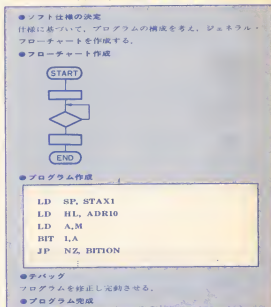 ●ソフト仕様の決定
仕様に基づいて，プログラムの構成を考え，ジェネラル・
フローチャートを作成する。
●フローチャート作成
START
END
●プログラム作成
LD SP, STAX1
LD HL, ADR10
LD A,M
BIT 1,A
JP NZ, BITION
●デバッグ
プログラムを修正し完動させる。
●プログラム完成